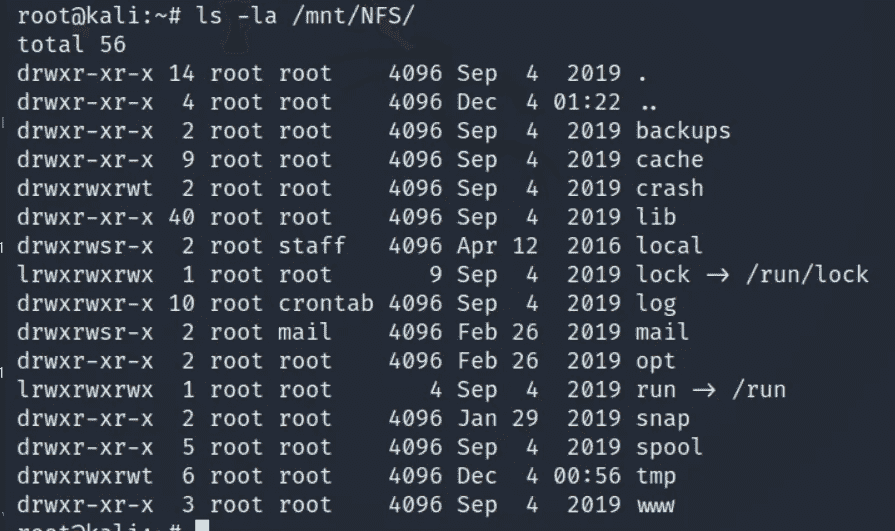 root@kali:~# ls -la /mnt/NFS/
total 56
drwxr-xr-x 14 root root    4096 Sep  4  2019 .
drwxr-xr-x  4 root root    4096 Dec  4 01:22 ..
drwxr-xr-x  2 root root    4096 Sep  4  2019 backups
drwxr-xr-x  9 root root    4096 Sep  4  2019 cache
drwxrwxrwt  2 root root    4096 Sep  4  2019 crash
drwxr-xr-x 40 root root    4096 Sep  4  2019 lib
drwxrwsr-x  2 root staff   4096 Apr 12  2016 local
lrwxrwxrwx  1 root root       9 Sep  4  2019 lock → /run/lock
drwxrwxr-x 10 root crontab 4096 Sep  4  2019 log
drwxrwsr-x  2 root mail    4096 Feb 26  2019 mail
drwxr-xr-x  2 root root    4096 Feb 26  2019 opt
lrwxrwxrwx  1 root root       4 Sep  4  2019 run → /run
drwxr-xr-x  2 root root    4096 Jan 29  2019 snap
drwxr-xr-x  5 root root    4096 Sep  4  2019 spool
drwxrwxrwt  6 root root    4096 Dec  4 00:56 tmp
drwxr-xr-x  3 root root    4096 Sep  4  2019 www
root@kali:~#